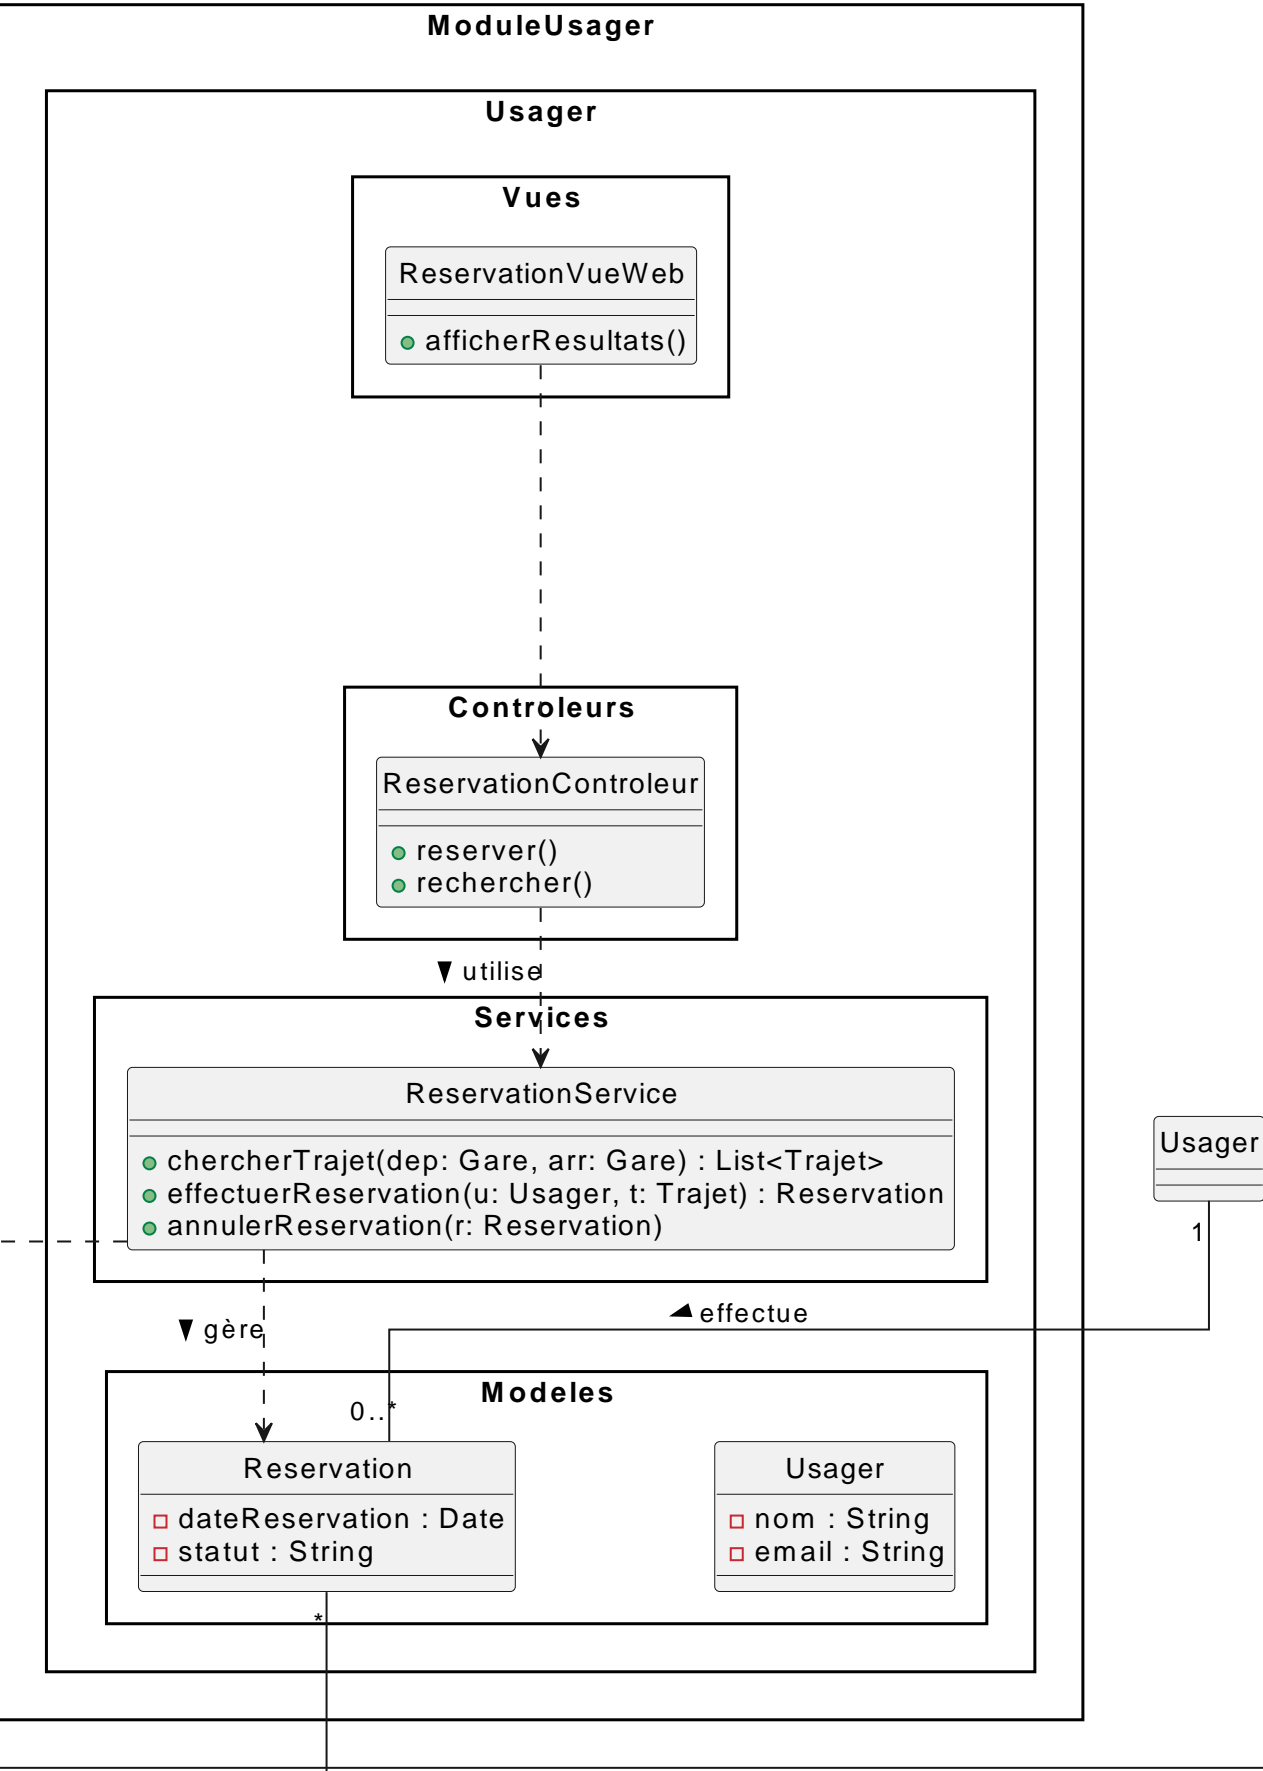 ModuleUsager
Usager
Vues
ReservationVueWeb
afficherResultats()
Controleurs
ReservationControleur
reserver()
rechercher()
utilise
Services
ReservationService
chercherTrajet(dep: Gare, arr: Gare) : List<Trajet>
effectuerReservation(u: Usager, t: Trajet) : Reservation
annulerReservation(r: Reservation)
Usager
1
effectue
gère
Modeles
0..*
Reservation
dateReservation : Date
statut : String
Usager
nom : String
email : String
*